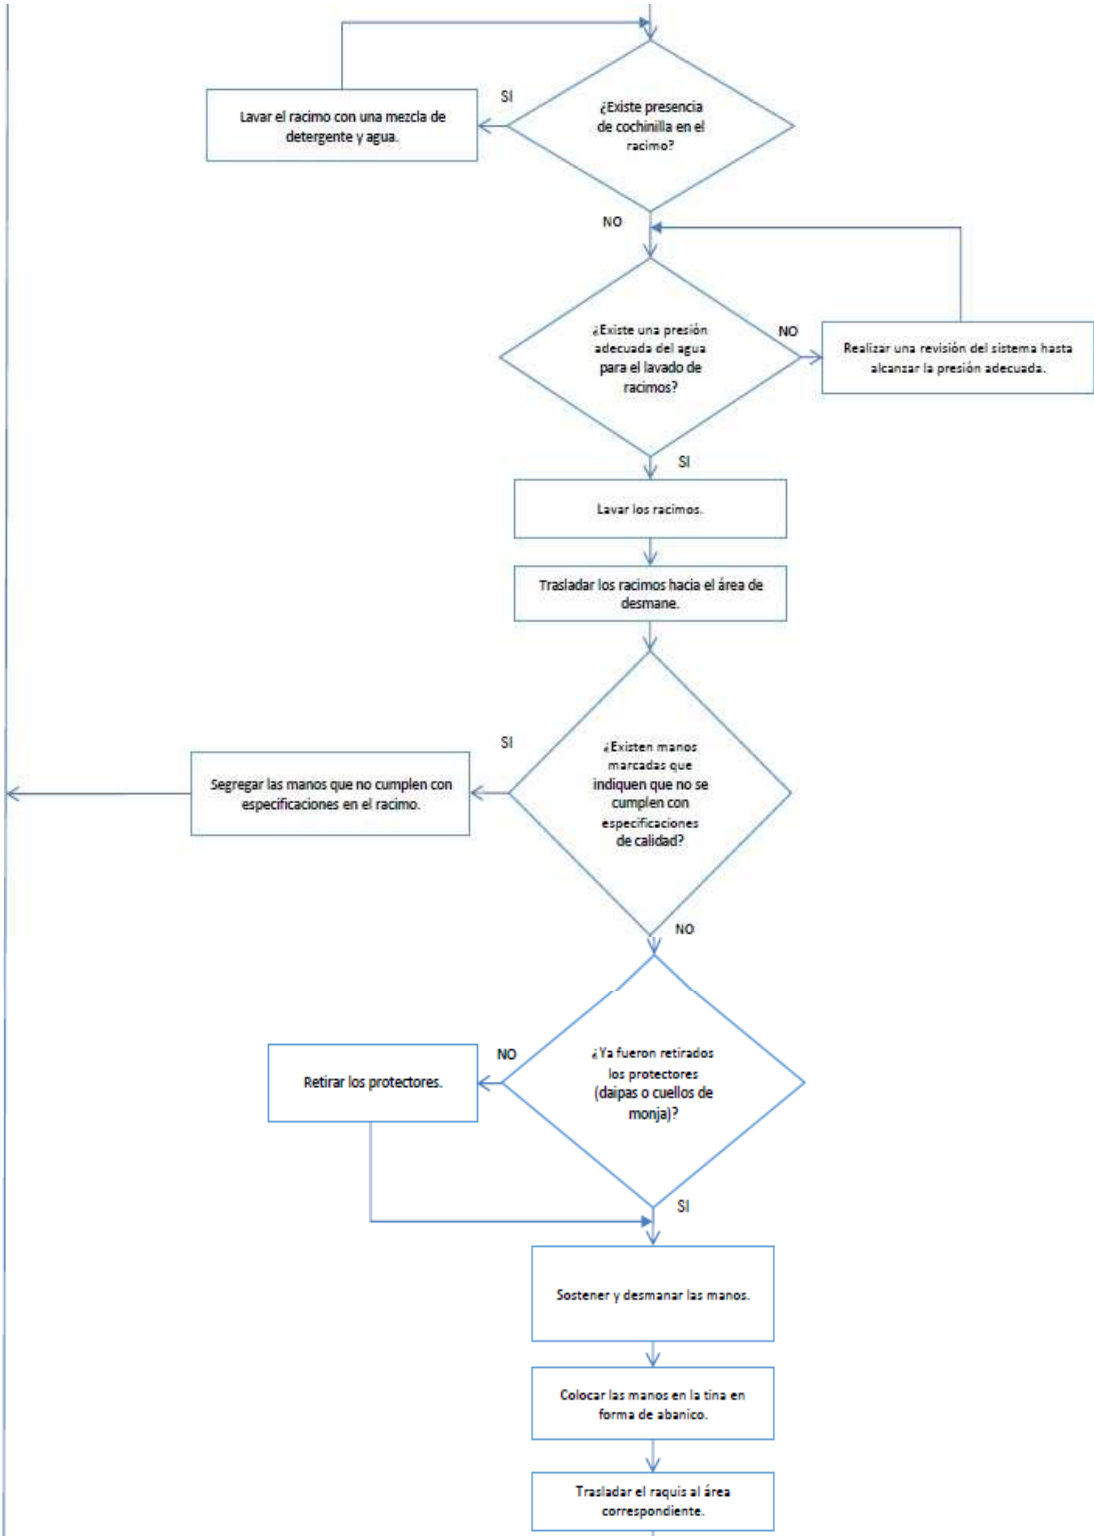 ¿Existe presencia
de cochinilla en el
racimo?
SI
Lavar el racimo con una mezcla de
detergente y agua.
NO
¿Existe una presión
adecuada del agua
para el lavado de
racimos?
NO
Realizar una revisión del sistema hasta
alcanzar la presión adecuada.
SI
Lavar los racimos.
Trasladar los racimos hacia el área de
desmane.
¿Existen manos
marcadas que
indiquen que no se
cumplen con
especificaciones
de calidad?
SI
Segregar las manos que no cumplen con
especificaciones en el racimo.
NO
¿Ya fueron retirados
los protectores
(daipas o cuellos de
monja)?
NO
Retirar los protectores.
SI
Sostener y desmanar las manos.
Colocar las manos en la tina en
forma de abanico.
Trasladar el raquis al área
correspondiente.